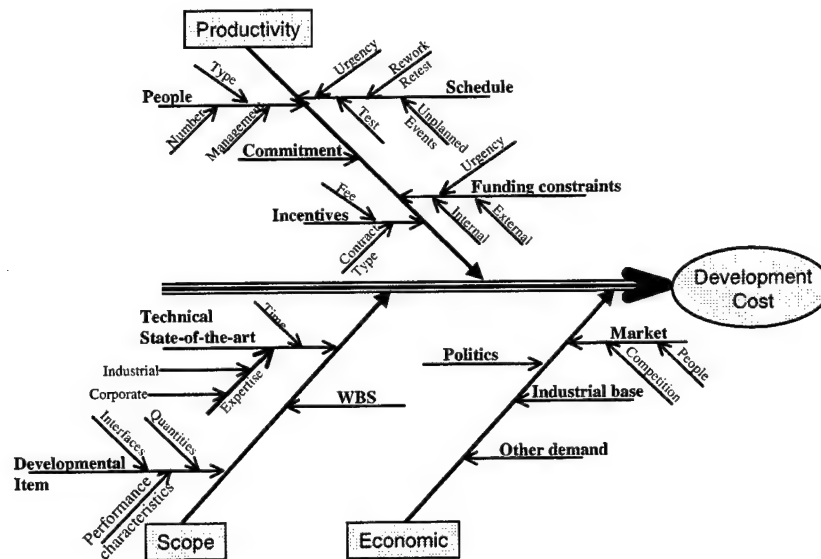 Productivity
Type
Urgency
Rework
Retest
People
Schedule
Number
Management
Test
Unplanned
Events
Commitment
Urgency
Fee
Funding constraints
Incentives
Internal
External
Contract
Type
Development
Cost
Technical
State-of-the-art
Time
Market
Politics
People
Industrial
Competition
Corporate
Expertise
WBS
Industrial base
Interfaces
Quantities
Other demand
Developmental
Item
Performance
characteristics
Scope
Economic